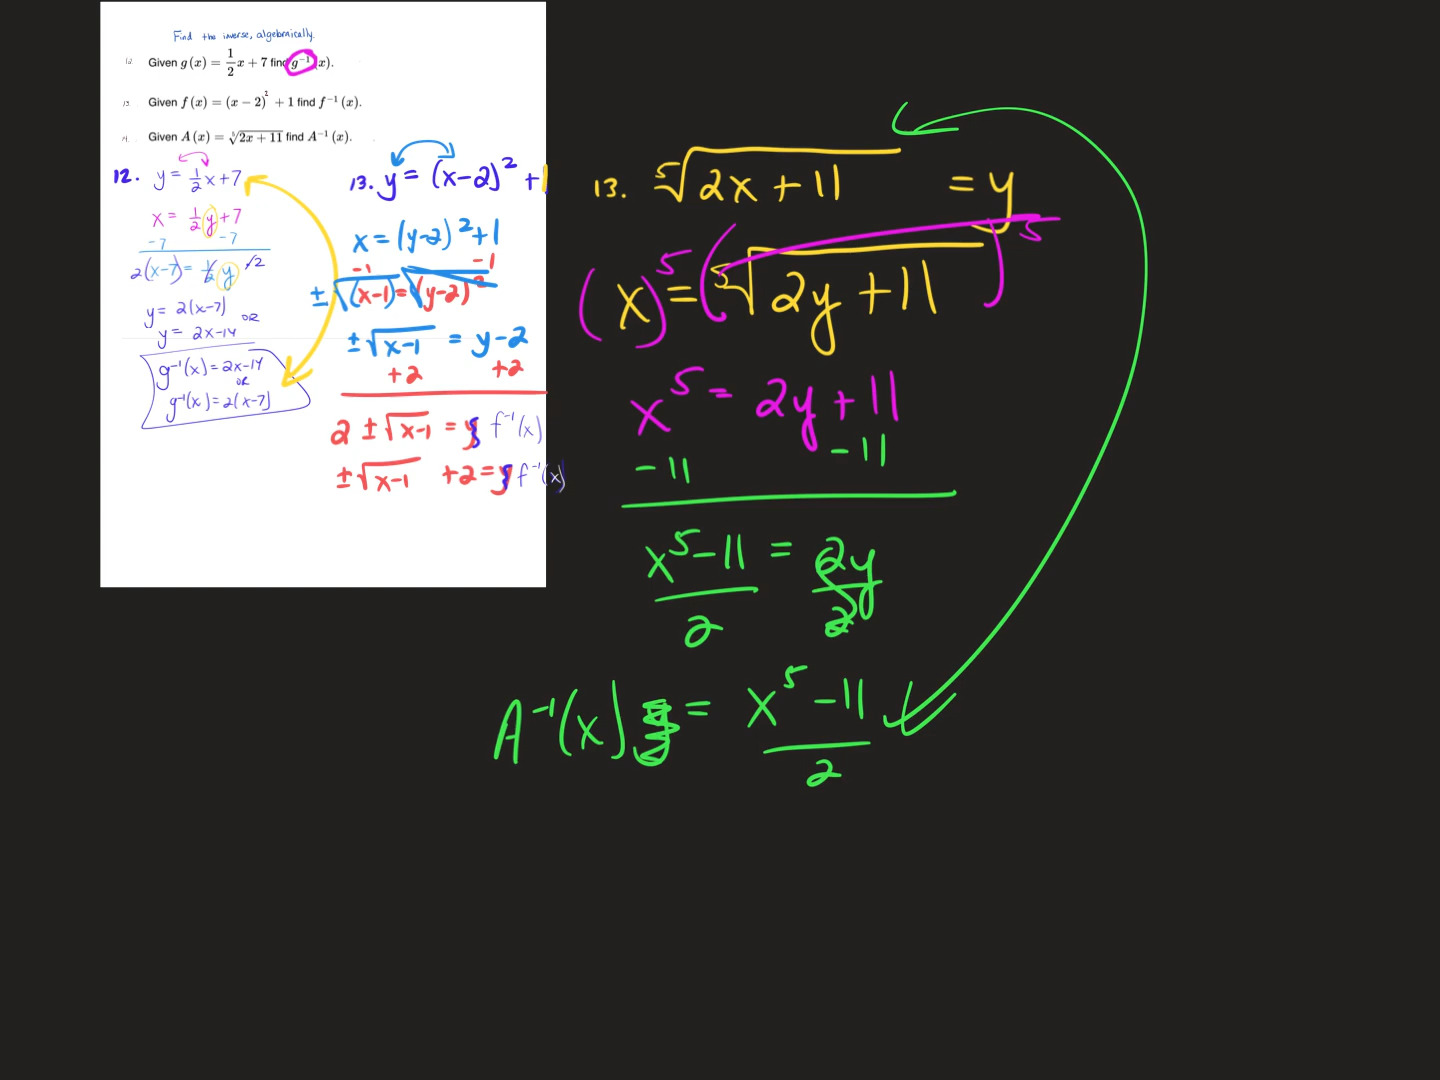 Find the inverse, algebraically.
12. Given g(x) = 1/2 x + 7 find g⁻¹(x).
13 Given f(x) = (x − 2)² + 1 find f⁻¹(x).
14. Given A(x) = ⁵√(2x + 11) find A⁻¹(x).
12. y = 1/2 x + 7
x = 1/2 y + 7
-7 -7
2(x-7) = 1/2 y ·2
y = 2(x-7)
OR
y = 2x-14
g⁻¹(x) = 2x-14
OR
g⁻¹(x) = 2(x-7)
13. y = (x-2)² + 1
x = (y-2)² + 1
-1 -1
± √(x-1) = √(y-2)²
± √x-1 = y-2
+2 +2
2 ± √x-1 = y f⁻¹(x)
± √x-1 + 2 = y f⁻¹(x)
13. ⁵√2x + 11 = y
(x)⁵ = (⁵√2y + 11)⁵
x⁵ = 2y + 11
-11 -11
x⁵ - 11 = 2y
2 2
A⁻¹(x) y = x⁵ - 11
2